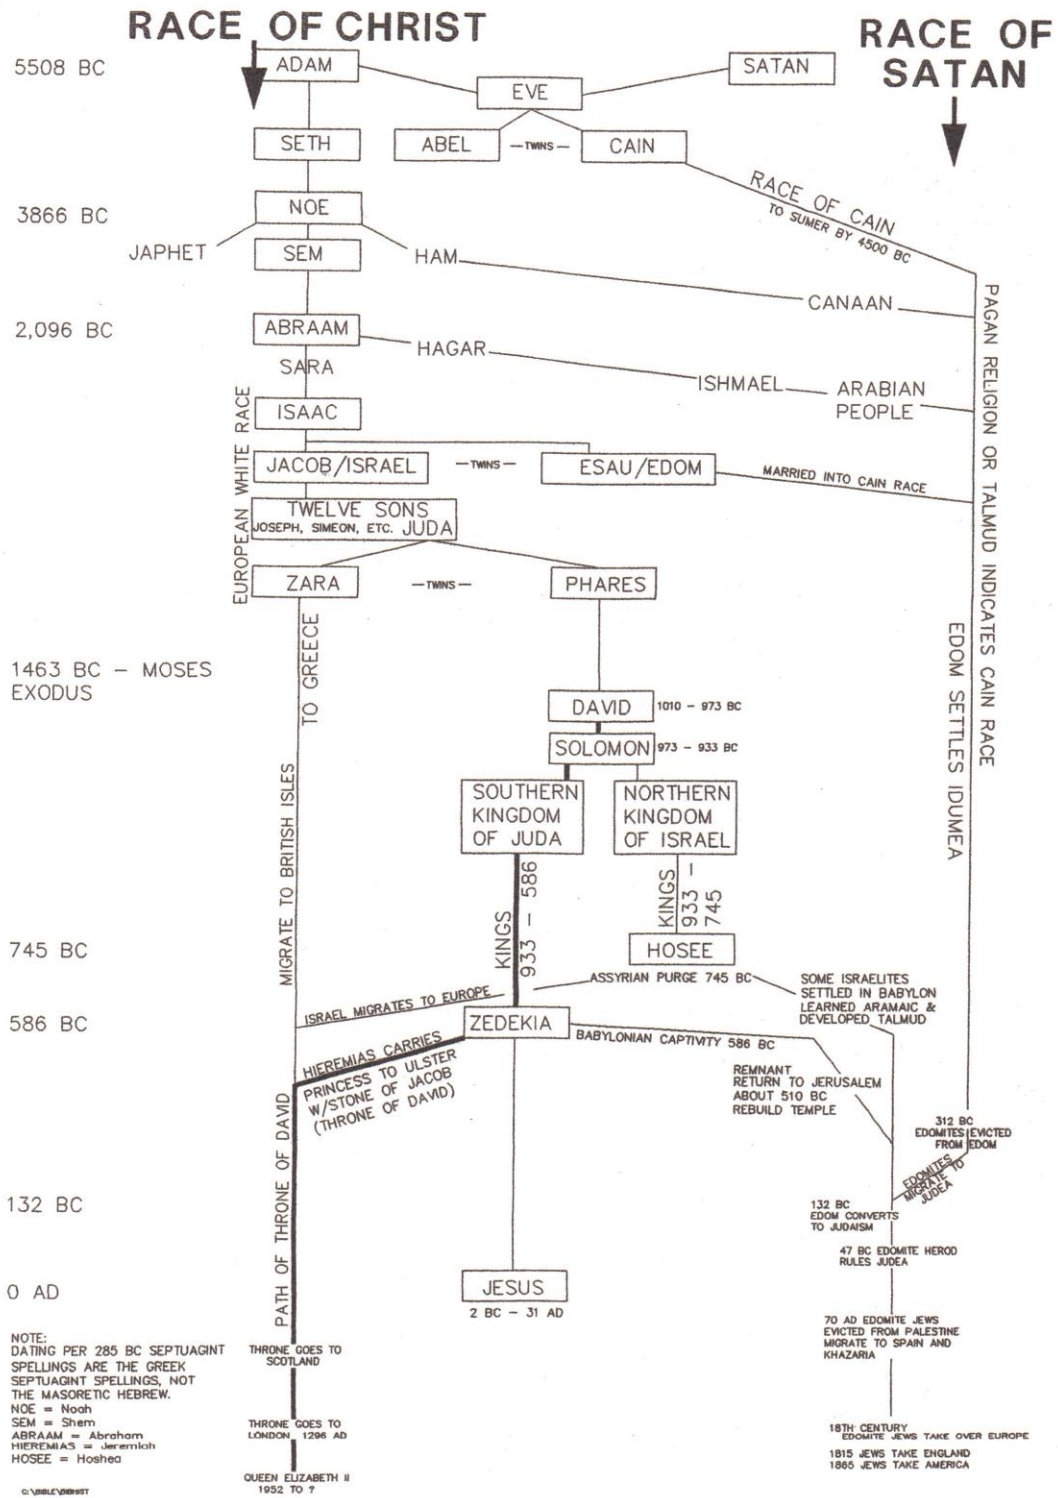 RACE OF CHRIST
RACE OF
SATAN
5508 BC
ADAM
EVE
SATAN
SETH
ABEL
—TWINS—
CAIN
RACE OF CAIN
TO SUMER BY 4500 BC
3866 BC
NOE
JAPHET
SEM
HAM
CANAAN
2,096 BC
ABRAAM
HAGAR
SARA
ISHMAEL
ARABIAN
PEOPLE
ISAAC
EUROPEAN WHITE RACE
JACOB/ISRAEL
—TWINS—
ESAU/EDOM
MARRIED INTO CAIN RACE
TWELVE SONS
JOSEPH, SIMEON, ETC. JUDA
ZARA
—TWINS—
PHARES
PAGAN RELIGION OR TALMUD INDICATES CAIN RACE
EDOM SETTLES IDUMEA
TO GREECE
1463 BC – MOSES
EXODUS
DAVID
1010 – 973 BC
SOLOMON
973 – 933 BC
MIGRATE TO BRITISH ISLES
SOUTHERN
KINGDOM
OF JUDA
NORTHERN
KINGDOM
OF ISRAEL
KINGS
933 – 586
KINGS
933 –
745
745 BC
HOSEE
ASSYRIAN PURGE 745 BC
SOME ISRAELITES
SETTLED IN BABYLON
LEARNED ARAMAIC &
DEVELOPED TALMUD
ISRAEL MIGRATES TO EUROPE
586 BC
ZEDEKIA
BABYLONIAN CAPTIVITY 586 BC
HIEREMIAS CARRIES
PRINCESS TO ULSTER
W/STONE OF JACOB
(THRONE OF DAVID)
REMNANT
RETURN TO JERUSALEM
ABOUT 510 BC
REBUILD TEMPLE
PATH OF THRONE OF DAVID
312 BC
EDOMITES EVICTED
FROM EDOM
EDOMITES
MIGRATE TO
JUDEA
132 BC
132 BC
EDOM CONVERTS
TO JUDAISM
47 BC EDOMITE HEROD
RULES JUDEA
0 AD
JESUS
2 BC – 31 AD
70 AD EDOMITE JEWS
EVICTED FROM PALESTINE
MIGRATE TO SPAIN AND
KHAZARIA
NOTE:
DATING PER 285 BC SEPTUAGINT
SPELLINGS ARE THE GREEK
SEPTUAGINT SPELLINGS, NOT
THE MASORETIC HEBREW.
NOE = Noah
SEM = Shem
ABRAAM = Abraham
HIEREMIAS = Jeremiah
HOSEE = Hoshea
THRONE GOES TO
SCOTLAND
THRONE GOES TO
LONDON 1296 AD
QUEEN ELIZABETH II
1952 TO ?
18TH CENTURY
EDOMITE JEWS TAKE OVER EUROPE
1815 JEWS TAKE ENGLAND
1865 JEWS TAKE AMERICA